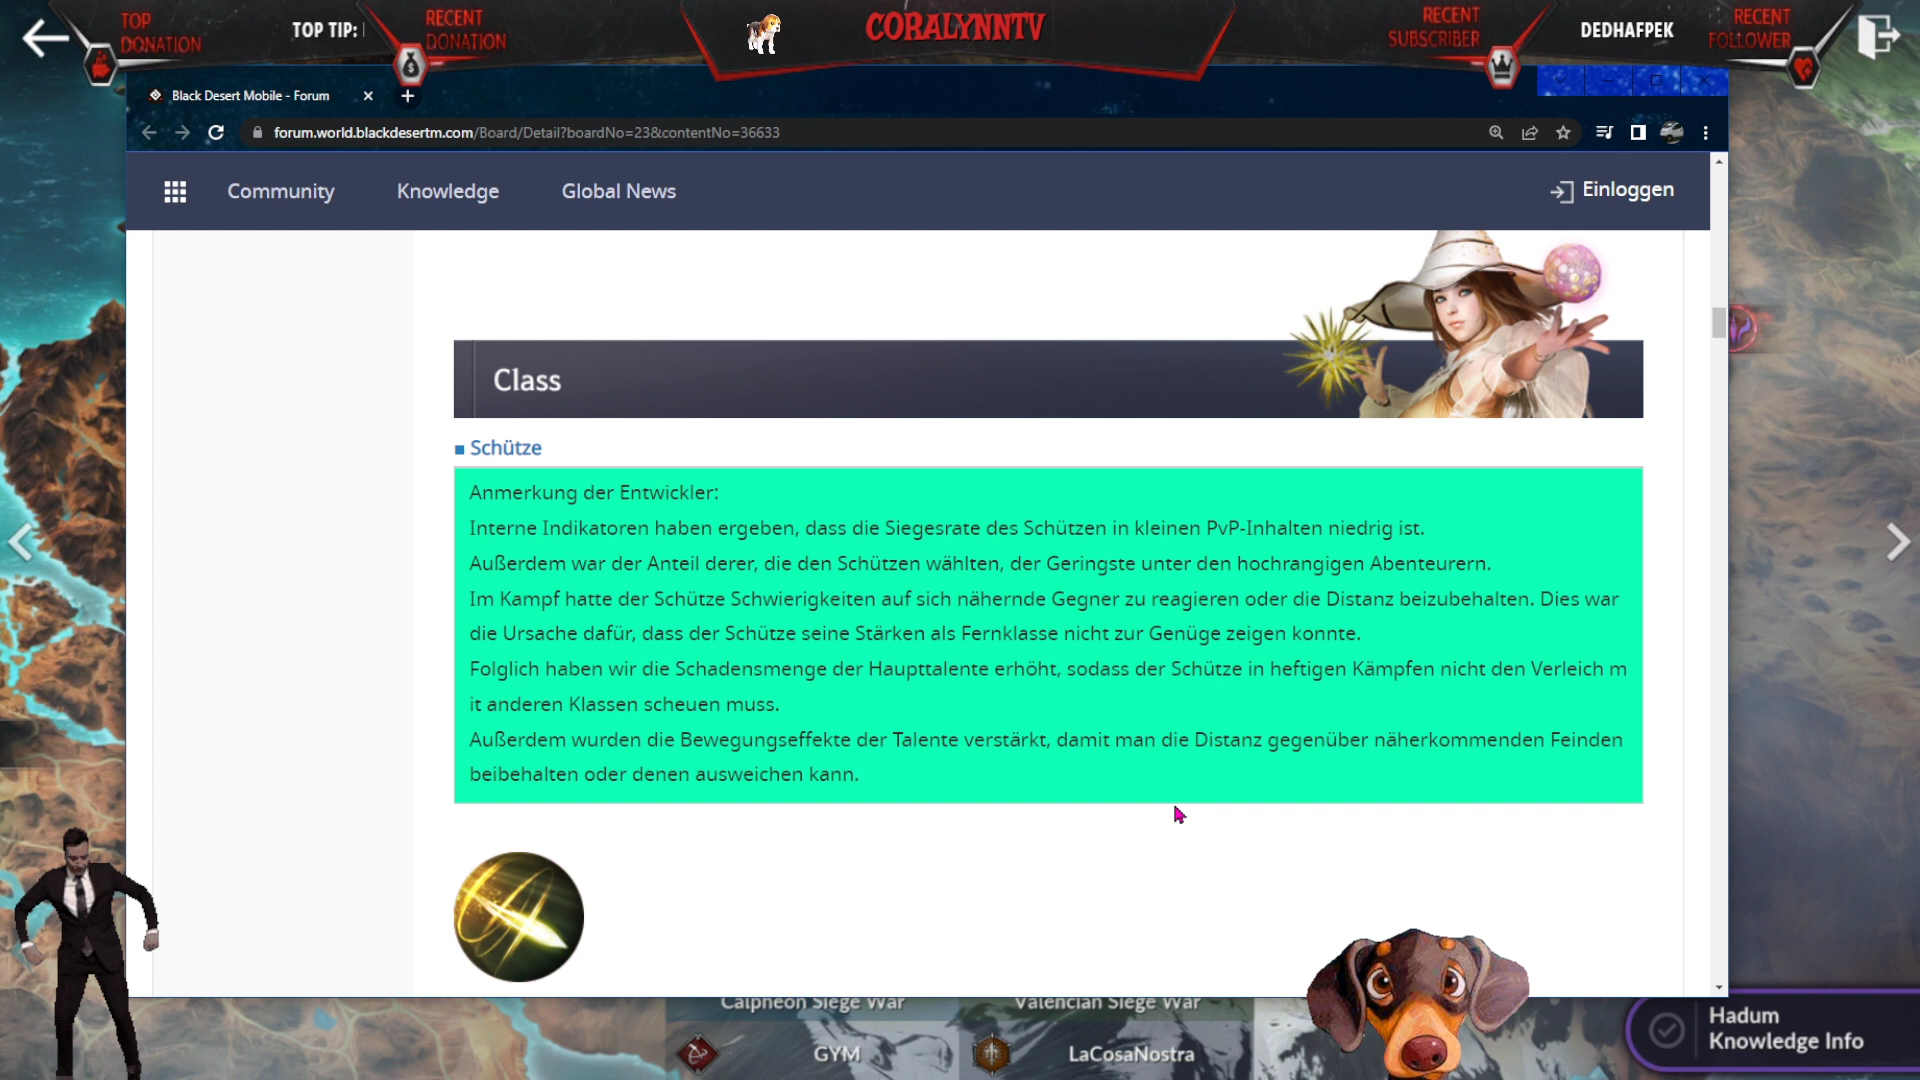 TOP
DONATION
TOP TIP:
RECENT
DONATION
CORALYNNTV
RECENT
SUBSCRIBER
DEDHAFPEK
RECENT
FOLLOWER
Black Desert Mobile - Forum
forum.world.blackdesertm.com/Board/Detail?boardNo=23&contentNo=36633
Community Knowledge Global News Einloggen
Class
Schütze
Anmerkung der Entwickler:
Interne Indikatoren haben ergeben, dass die Siegesrate des Schützen in kleinen PvP-Inhalten niedrig ist.
Außerdem war der Anteil derer, die den Schützen wählten, der Geringste unter den hochrangigen Abenteurern.
Im Kampf hatte der Schütze Schwierigkeiten auf sich nähernde Gegner zu reagieren oder die Distanz beizubehalten. Dies war
die Ursache dafür, dass der Schütze seine Stärken als Fernklasse nicht zur Genüge zeigen konnte.
Folglich haben wir die Schadensmenge der Haupttalente erhöht, sodass der Schütze in heftigen Kämpfen nicht den Verleich m
it anderen Klassen scheuen muss.
Außerdem wurden die Bewegungseffekte der Talente verstärkt, damit man die Distanz gegenüber näherkommenden Feinden
beibehalten oder denen ausweichen kann.
Calpheon Siege War Valencian Siege War
GYM LaCosaNostra
Hadum
Knowledge Info